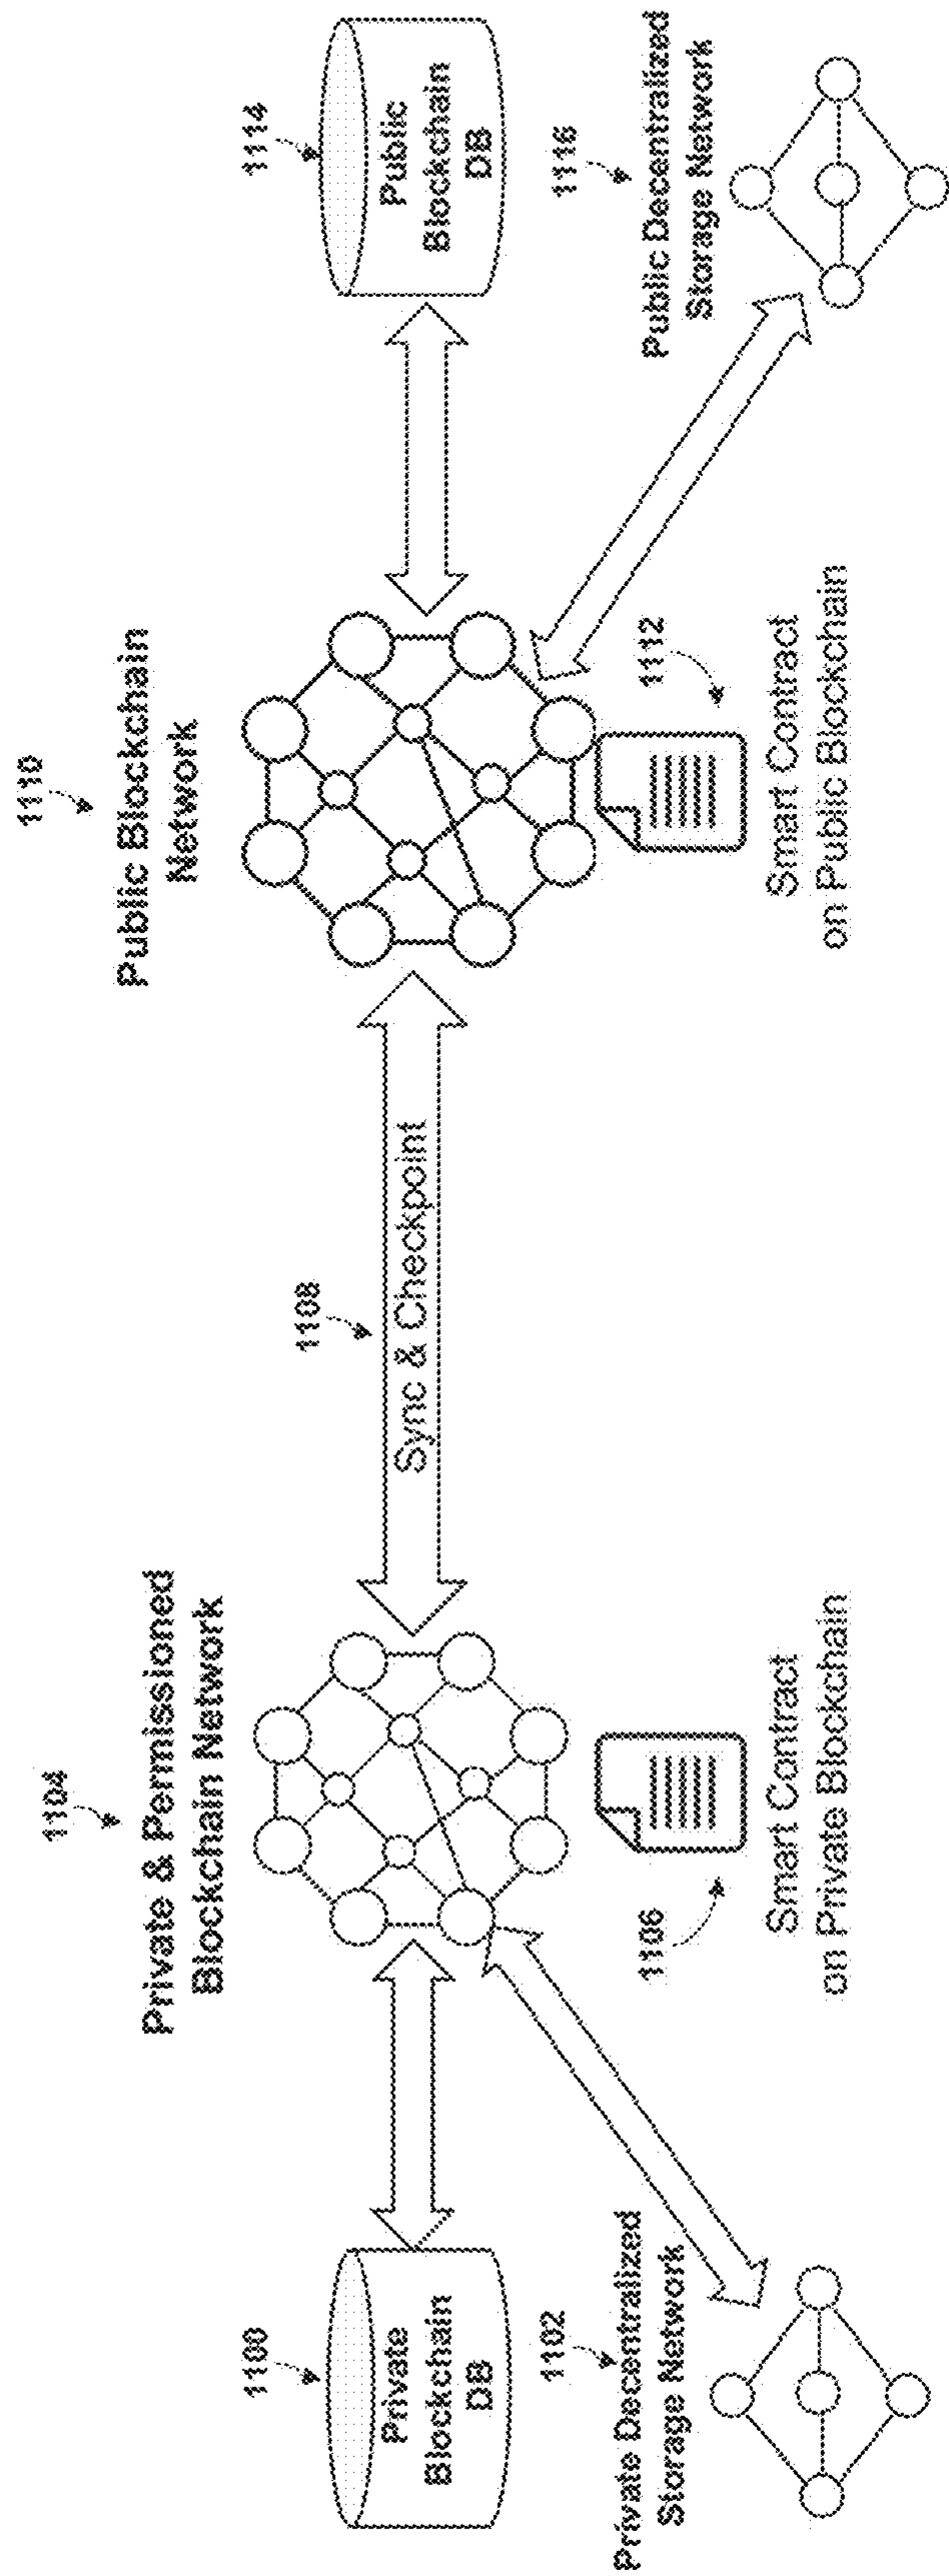 1104
Private & Permissioned
Blockchain Network
1110
Public Blockchain
Network
1100
Private
Blockchain
DB
1108
Sync & Checkpoint
1114
Public
Blockchain
DB
1102
Private Decentralized
Storage Network
1106
Smart Contract
on Private Blockchain
1112
Smart Contract
on Public Blockchain
1116
Public Decentralized
Storage Network